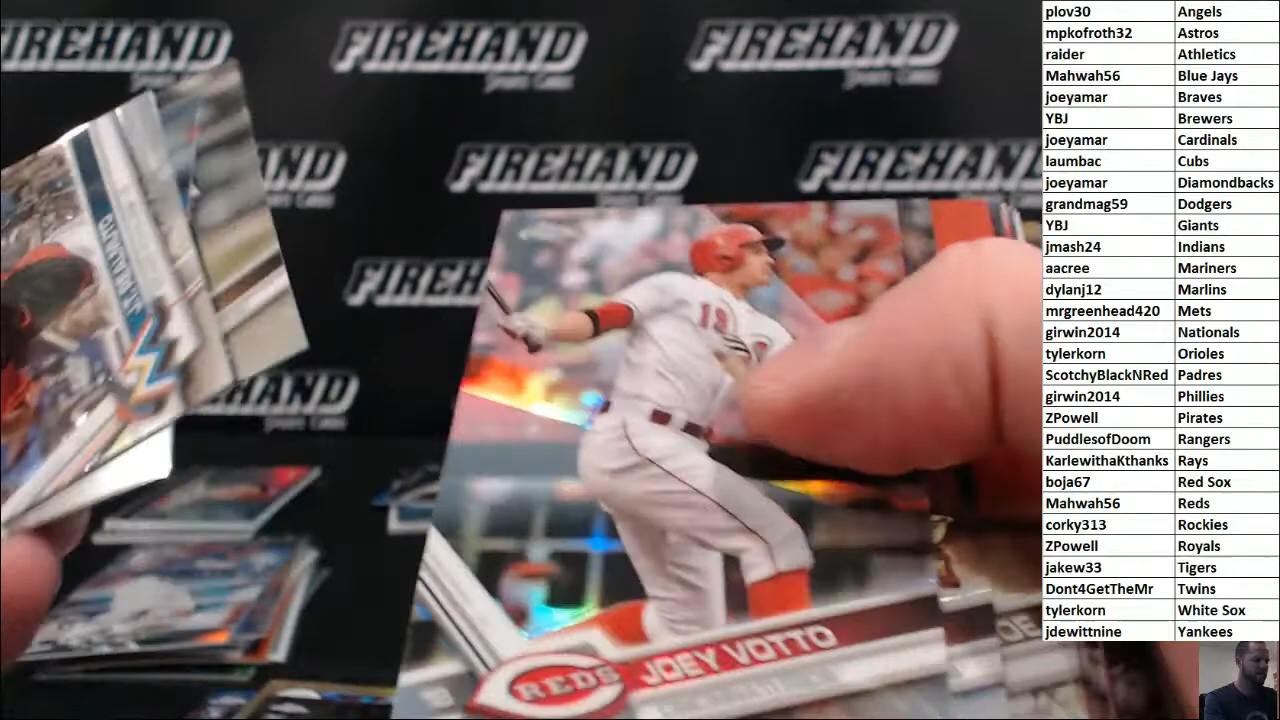 FIREHAND
FIREHAND
FIREHAND
FIREHAND
FIREHAND
FIREHAND
19
REDS
JOEY VOTTO
plov30 Angels
mpkofroth32 Astros
raider Athletics
Mahwah56 Blue Jays
joeyamar Braves
YBJ Brewers
joeyamar Cardinals
laumbac Cubs
joeyamar Diamondbacks
grandmag59 Dodgers
YBJ Giants
jmash24 Indians
aacree Mariners
dylanj12 Marlins
mrgreenhead420 Mets
girwin2014 Nationals
tylerkorn Orioles
ScotchyBlackNRed Padres
girwin2014 Phillies
ZPowell Pirates
PuddlesofDoom Rangers
KarlewithaKthanks Rays
boja67 Red Sox
Mahwah56 Reds
corky313 Rockies
ZPowell Royals
jakew33 Tigers
Dont4GetTheMr Twins
tylerkorn White Sox
jdewittnine Yankees